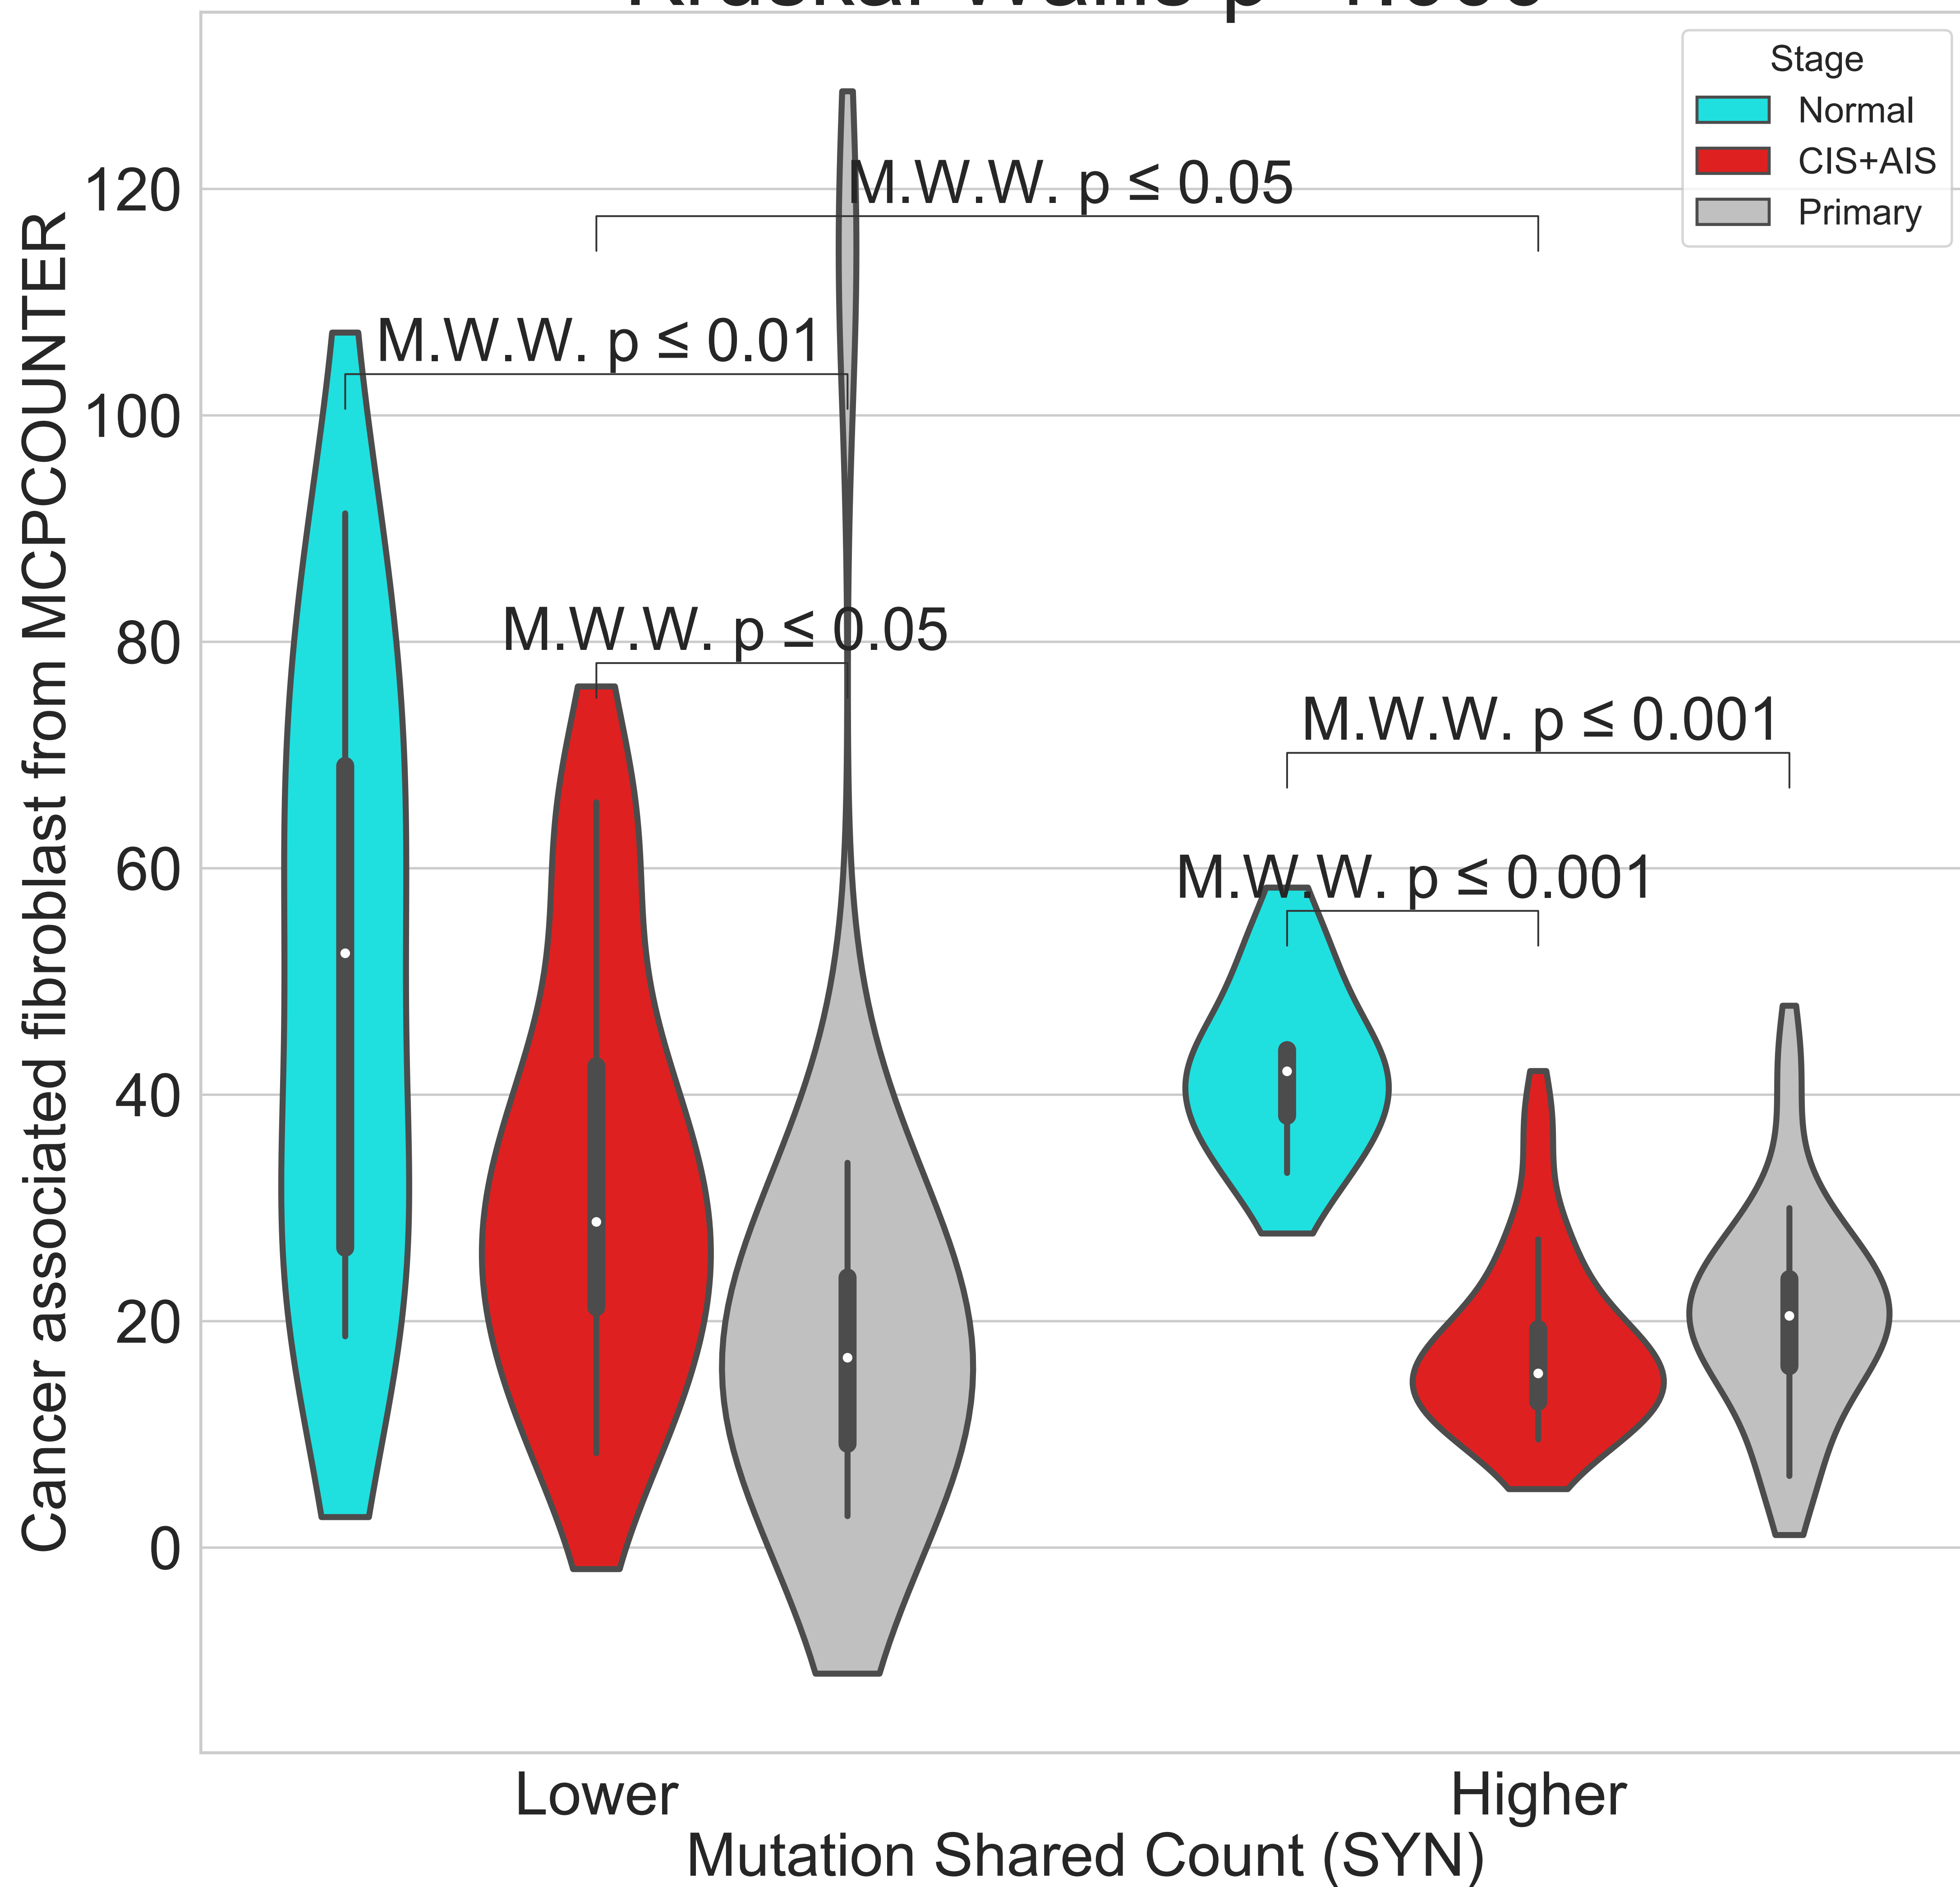 Stage
Normal
CIS+AIS
Primary
M.W.W. p ≤ 0.05
M.W.W. p ≤ 0.01
M.W.W. p ≤ 0.05
M.W.W. p ≤ 0.001
M.W.W. p ≤ 0.001
120
100
80
60
40
20
0
Cancer associated fibroblast from MCPCOUNTER
Lower
Higher
Mutation Shared Count (SYN)